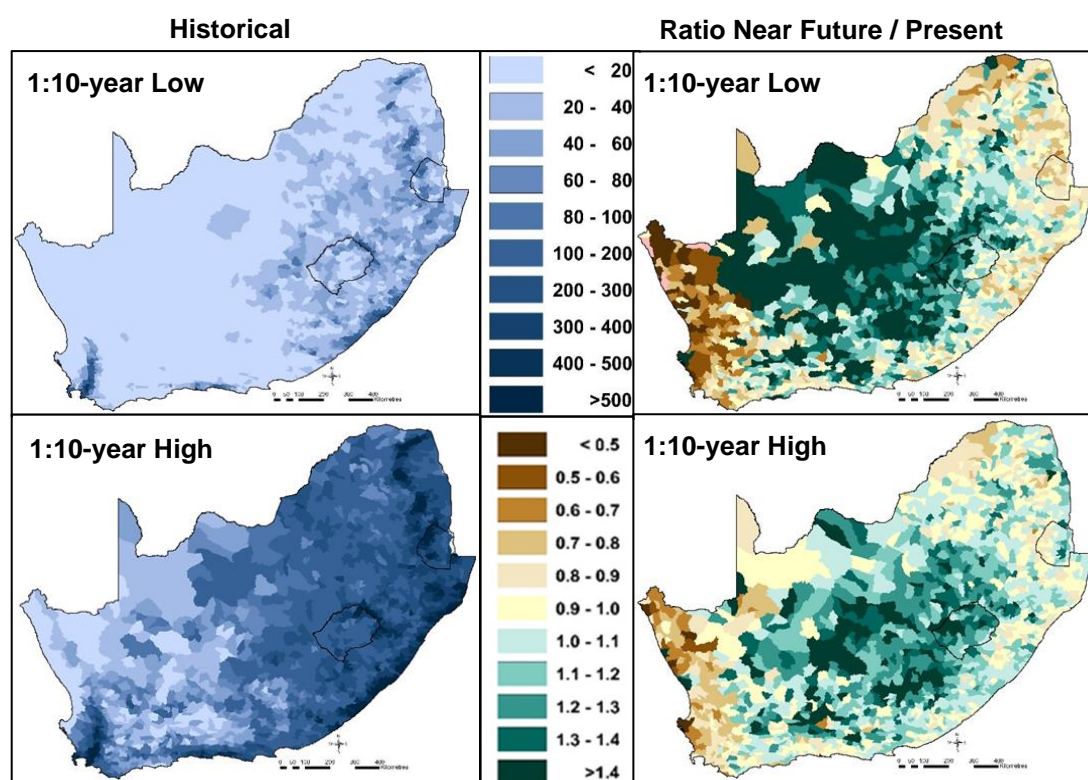 Historical
Ratio Near Future / Present
1:10-year Low
< 20
20 - 40
40 - 60
60 - 80
80 - 100
100 - 200
200 - 300
300 - 400
400 - 500
>500
1:10-year Low
1:10-year High
< 0.5
0.5 - 0.6
0.6 - 0.7
0.7 - 0.8
0.8 - 0.9
0.9 - 1.0
1.0 - 1.1
1.1 - 1.2
1.2 - 1.3
1.3 - 1.4
>1.4
1:10-year High